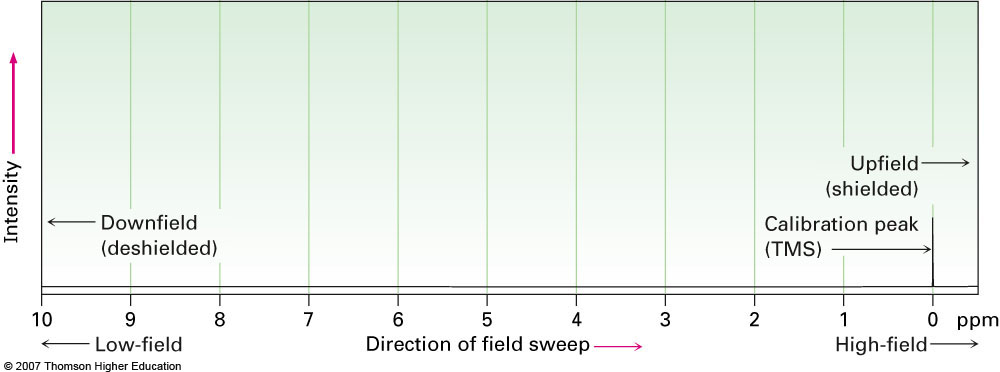 Intensity
Upfield
(shielded)
Downfield
(deshielded)
Calibration peak
(TMS)
10 9 8 7 6 5 4 3 2 1 0 ppm
Low-field Direction of field sweep High-field
© 2007 Thomson Higher Education